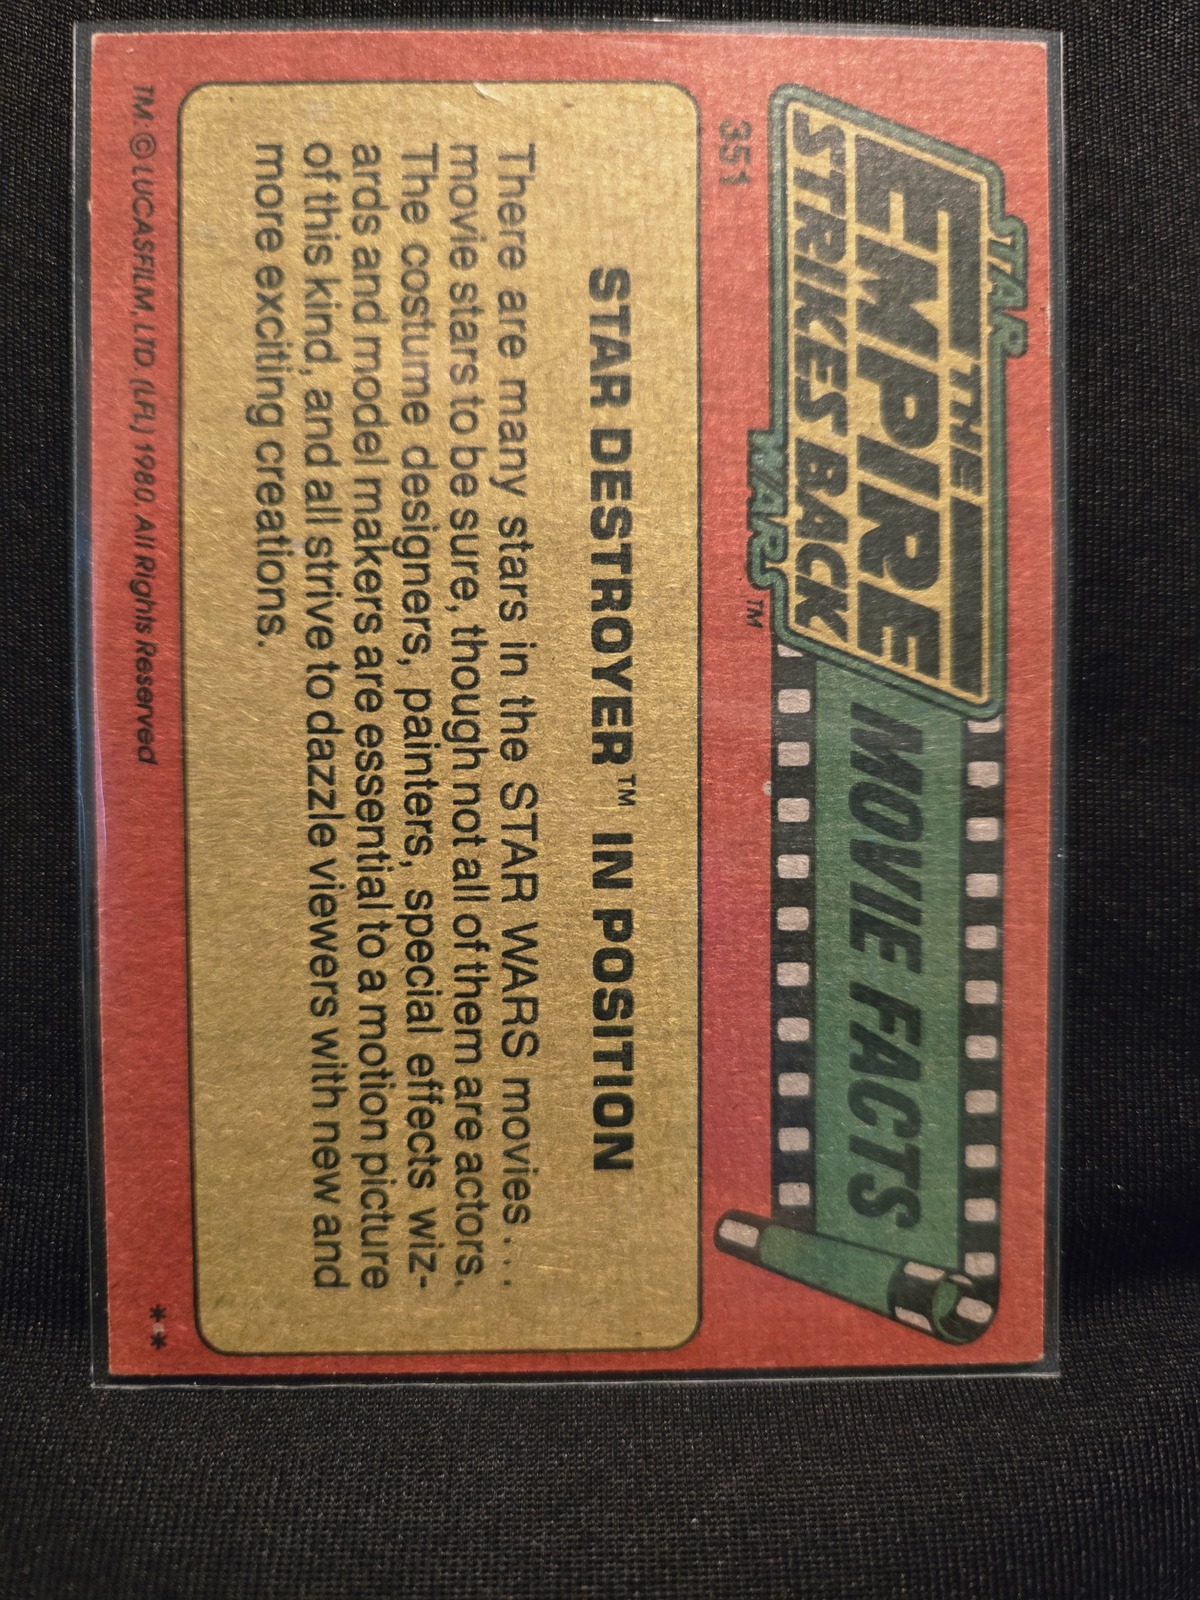 STAR
THE
EMPIRE
STRIKES BACK
WARS™
MOVIE FACTS
351
STAR DESTROYER™ IN POSITION
There are many stars in the STAR WARS movies...
movie stars to be sure, though not all of them are actors.
The costume designers, painters, special effects wiz-
ards and model makers are essential to a motion picture
of this kind, and all strive to dazzle viewers with new and
more exciting creations.
TM: © LUCASFILM, LTD. (LFL) 1980. All Rights Reserved
**